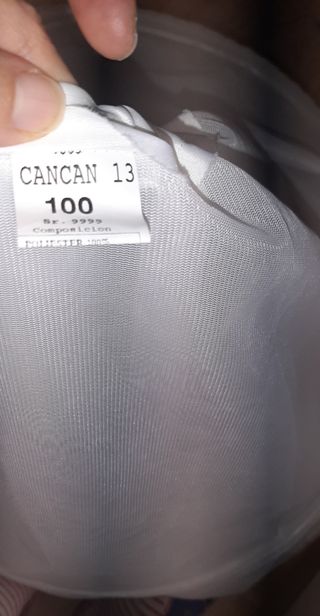 CANCAN 13
100
Sr. 9999
Composicion
POLIESTER 100%